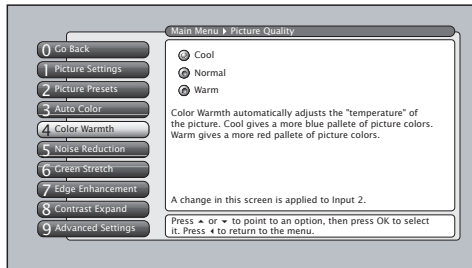 Main Menu ▸ Picture Quality
0 Go Back
1 Picture Settings
2 Picture Presets
3 Auto Color
4 Color Warmth
5 Noise Reduction
6 Green Stretch
7 Edge Enhancement
8 Contrast Expand
9 Advanced Settings
Cool
Normal
Warm
Color Warmth automatically adjusts the "temperature" of
the picture. Cool gives a more blue pallete of picture colors.
Warm gives a more red pallete of picture colors.
A change in this screen is applied to Input 2.
Press ▲ or ▼ to point to an option, then press OK to select
it. Press ◀ to return to the menu.